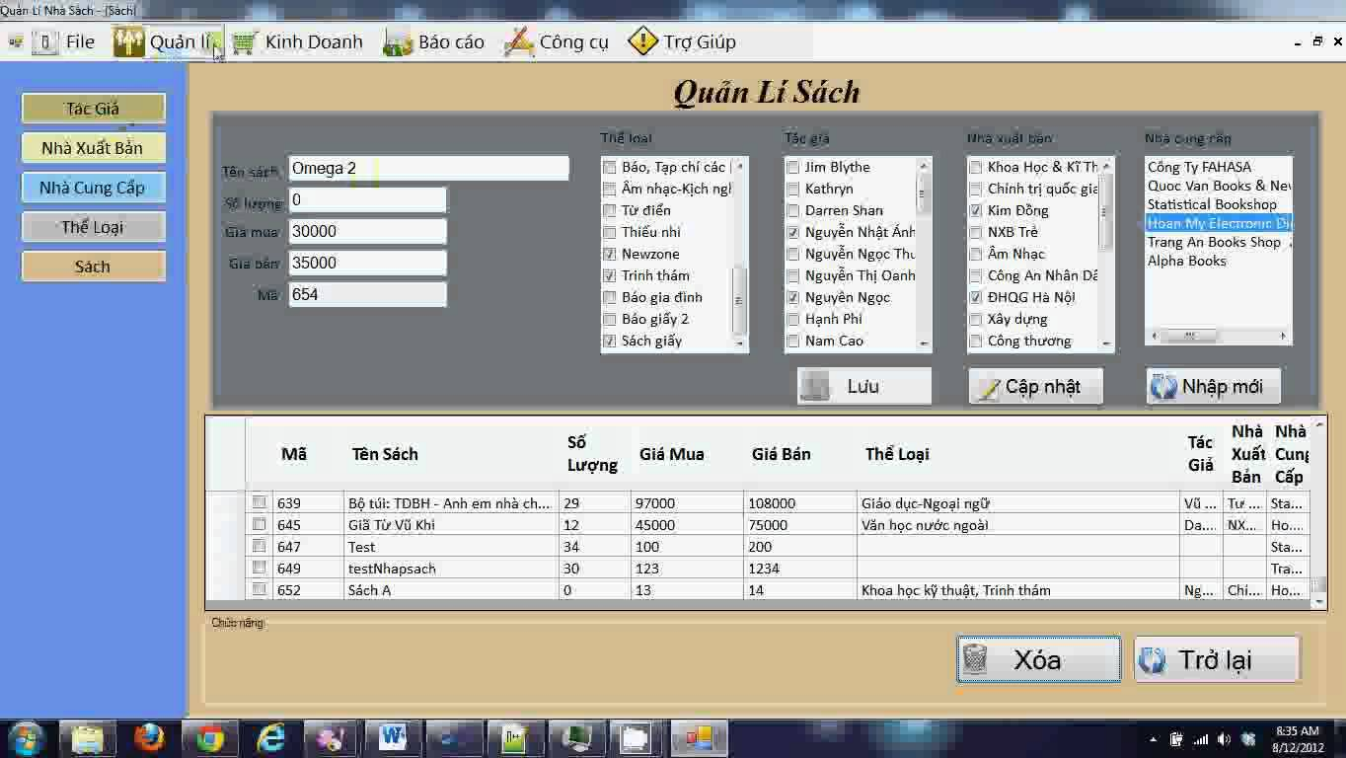 Quản Lí Nhà Sách - [Sách]
File Quản lí Kinh Doanh Báo cáo Công cụ Trợ Giúp
Quản Lí Sách
Tác Giả
Nhà Xuất Bản
Nhà Cung Cấp
Thể Loại
Sách
Tên sách Omega 2
Số lượng 0
Giá mua 30000
Giá bán 35000
Mã 654
Thể loại
Báo, Tạp chí các
Âm nhạc-Kịch ngh
Từ điển
Thiếu nhi
Newzone
Trinh thám
Báo gia đình
Báo giấy 2
Sách giấy
Tác giả
Jim Blythe
Kathryn
Darren Shan
Nguyễn Nhật Ánh
Nguyễn Ngọc Thu
Nguyễn Thị Oanh
Nguyên Ngọc
Hạnh Phi
Nam Cao
Nhà xuất bản
Khoa Học & Kĩ Th
Chính trị quốc gia
Kim Đồng
NXB Trẻ
Âm Nhạc
Công An Nhân Dâ
ĐHQG Hà Nội
Xây dựng
Công thương
Nhà cung cấp
Công Ty FAHASA
Quoc Van Books & Nev
Statistical Bookshop
Hoan My Electronic Di
Trang An Books Shop
Alpha Books
Lưu Cập nhật Nhập mới
Mã Tên Sách Số Lượng Giá Mua Giá Bán Thể Loại Tác Giả Nhà Xuất Bản Nhà Cung Cấp
639 Bộ túi: TDBH - Anh em nhà ch... 29 97000 108000 Giáo dục-Ngoại ngữ Vũ ... Tư ... Sta...
645 Giã Từ Vũ Khi 12 45000 75000 Văn học nước ngoài Da... NX... Ho...
647 Test 34 100 200 Sta...
649 testNhapsach 30 123 1234 Tra...
652 Sách A 0 13 14 Khoa học kỹ thuật, Trinh thám Ng... Chí... Ho...
Chức năng
Xóa Trở lại
8:35 AM
8/12/2012